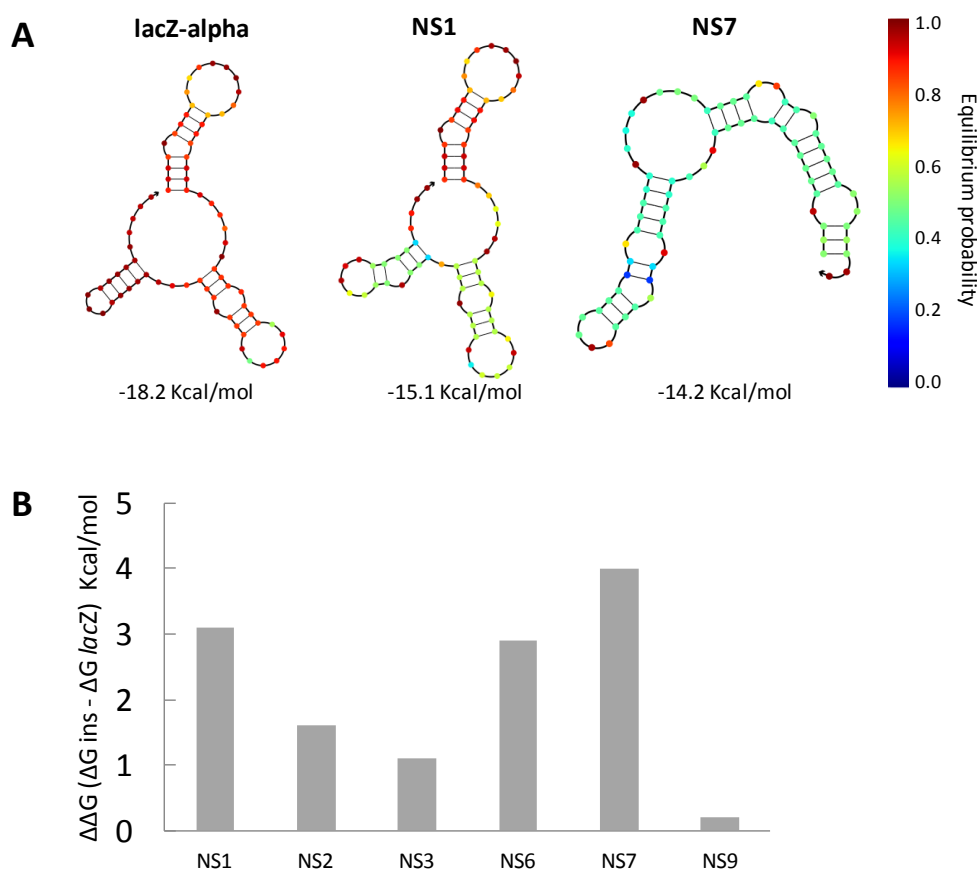 A
lacZ-alpha
NS1
NS7
-18.2 Kcal/mol
-15.1 Kcal/mol
-14.2 Kcal/mol
1.0
0.8
0.6
0.4
0.2
0.0
Equilibrium probability
B
ΔΔG (ΔG ins - ΔG lacZ) Kcal/mol
5
4
3
2
1
0
NS1
NS2
NS3
NS6
NS7
NS9